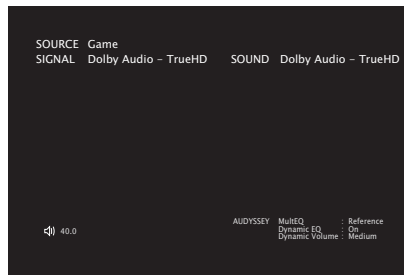 SOURCE Game
SIGNAL Dolby Audio – TrueHD SOUND Dolby Audio – TrueHD
AUDYSSEY MultEQ : Reference
Dynamic EQ : On
Dynamic Volume : Medium
40.0